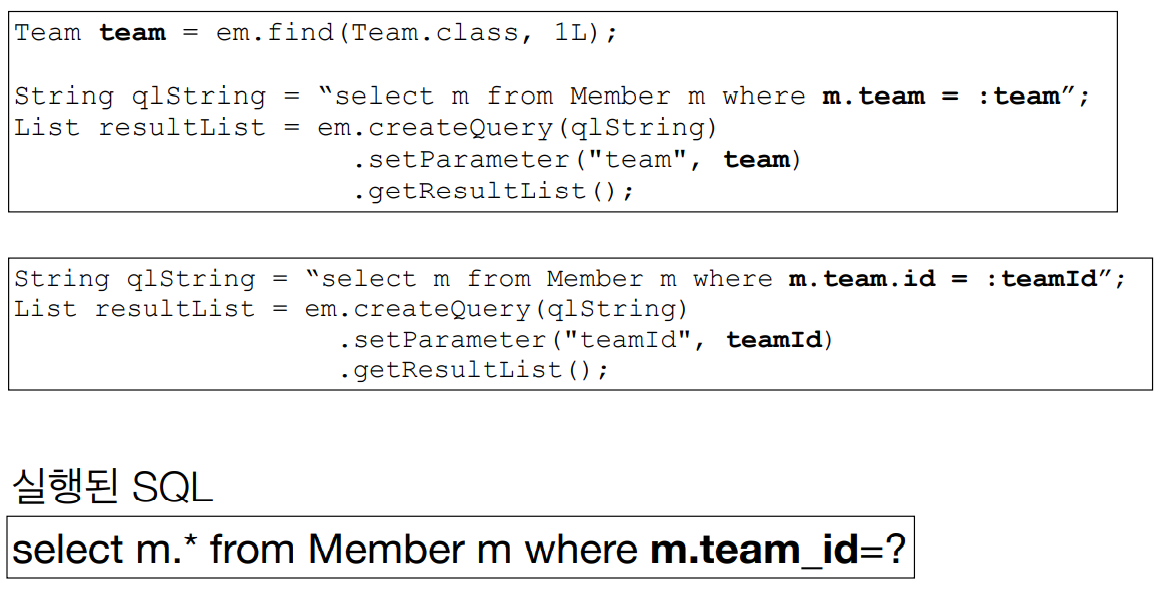 Team team = em.find(Team.class, 1L);
String qlString = “select m from Member m where m.team = :team”;
List resultList = em.createQuery(qlString)
.setParameter("team", team)
.getResultList();
String qlString = “select m from Member m where m.team.id = :teamId”;
List resultList = em.createQuery(qlString)
.setParameter("teamId", teamId)
.getResultList();
실행된 SQL
select m.* from Member m where m.team_id=?